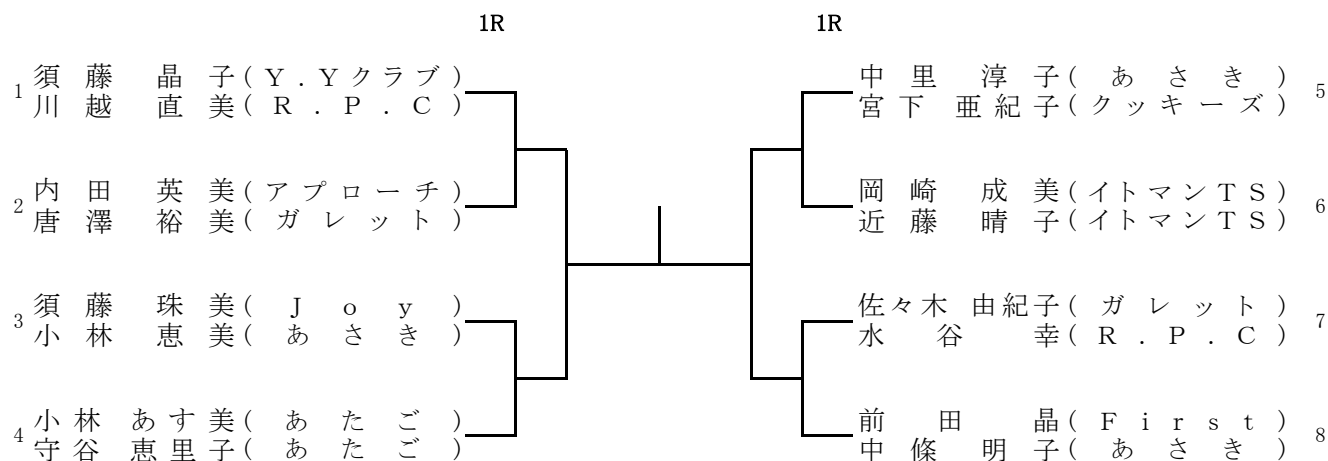 1R 1R
1 須藤 晶子(Y.Yクラブ)
川越 直美(R.P.C)
2 内田 英美(アプローチ)
唐澤 裕美(ガレット)
3 須藤 珠美(Joy)
小林 恵美(あさき)
4 小林 あす美(あたご)
守谷 恵里子(あたご)
中里 淳子(あさき) 5
宮下 亜紀子(クッキーズ)
岡崎 成美(イトマンTS) 6
近藤 晴子(イトマンTS)
佐々木 由紀子(ガレット) 7
水谷 幸(R.P.C)
前田 晶(First) 8
中條 明子(あさき)